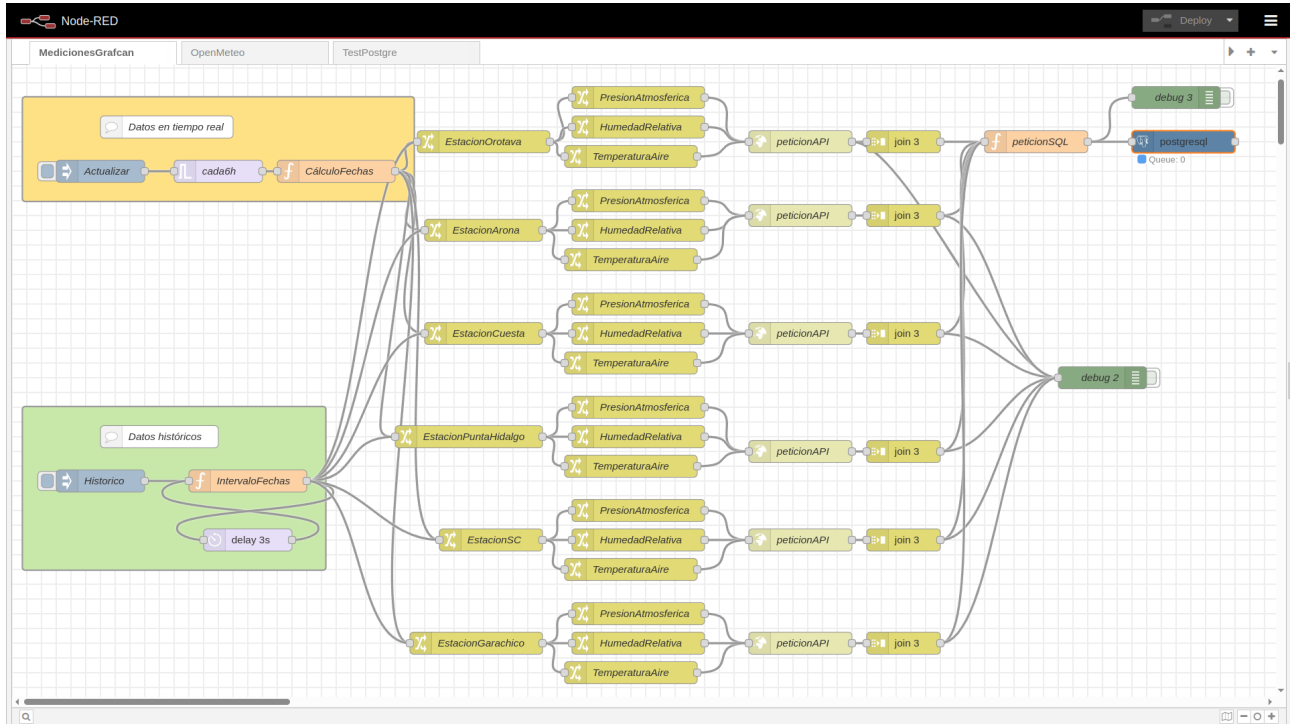 Node-RED
Deploy
MedicionesGrafcan
OpenMeteo
TestPostgre
Datos en tiempo real
Actualizar
cada6h
CálculoFechas
Datos históricos
Historico
IntervaloFechas
delay 3s
EstacionOrotava
PresionAtmosferica
HumedadRelativa
TemperaturaAire
peticionAPI
join 3
peticionSQL
debug 3
postgresql
Queue: 0
EstacionArona
PresionAtmosferica
HumedadRelativa
TemperaturaAire
peticionAPI
join 3
EstacionCuesta
PresionAtmosferica
HumedadRelativa
TemperaturaAire
peticionAPI
join 3
debug 2
EstacionPuntaHidalgo
PresionAtmosferica
HumedadRelativa
TemperaturaAire
peticionAPI
join 3
EstacionSC
PresionAtmosferica
HumedadRelativa
TemperaturaAire
peticionAPI
join 3
EstacionGarachico
PresionAtmosferica
HumedadRelativa
TemperaturaAire
peticionAPI
join 3